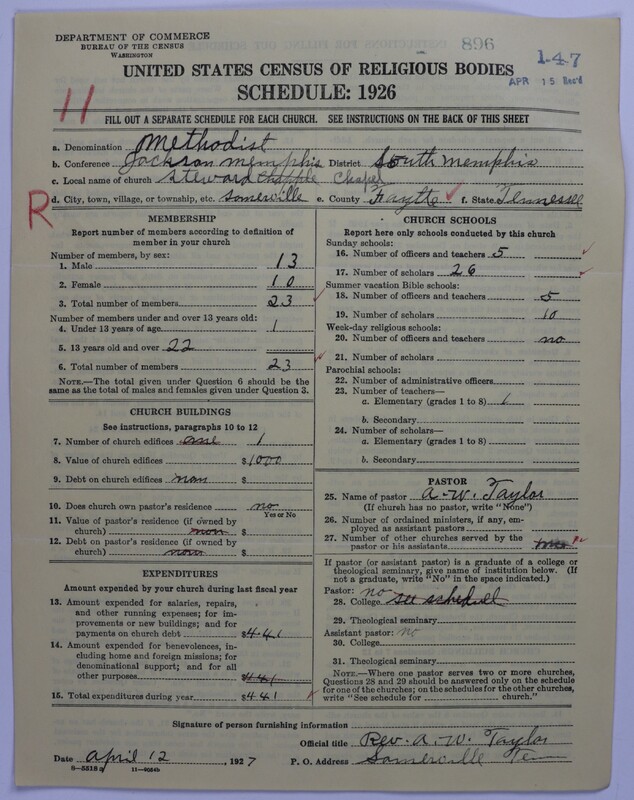 DEPARTMENT OF COMMERCE
BUREAU OF THE CENSUS
WASHINGTON
896
1-47
APR 15 Rec'd
UNITED STATES CENSUS OF RELIGIOUS BODIES
SCHEDULE: 1926
11
FILL OUT A SEPARATE SCHEDULE FOR EACH CHURCH. SEE INSTRUCTIONS ON THE BACK OF THIS SHEET
a. Denomination Methodist
b. Conference Jackson memphis District South memphis
c. Local name of church Steward Chapple Chapel
R
d. City, town, village, or township, etc. Somerville e. County Faytte f. State Tennessee
MEMBERSHIP
Report number of members according to definition of member in your church
Number of members, by sex:
1. Male 13
2. Female 10
3. Total number of members 23
Number of members under and over 13 years old:
4. Under 13 years of age 1
5. 13 years old and over 22
6. Total number of members 23
NOTE.—The total given under Question 6 should be the same as the total of males and females given under Question 3.
CHURCH BUILDINGS
See instructions, paragraphs 10 to 12
7. Number of church edifices one 1
8. Value of church edifices $1000
9. Debt on church edifices non $
10. Does church own pastor's residence no
Yes or No
11. Value of pastor's residence (if owned by church) non $
12. Debt on pastor's residence (if owned by church) non $
EXPENDITURES
Amount expended by your church during last fiscal year
13. Amount expended for salaries, repairs, and other running expenses; for improvements or new buildings; and for payments on church debt $441
14. Amount expended for benevolences, including home and foreign missions; for denominational support; and for all other purposes $441
15. Total expenditures during year $441
CHURCH SCHOOLS
Report here only schools conducted by this church
Sunday schools:
16. Number of officers and teachers 5
17. Number of scholars 26
Summer vacation Bible schools:
18. Number of officers and teachers 5
19. Number of scholars 10
Week-day religious schools:
20. Number of officers and teachers no
21. Number of scholars
Parochial schools:
22. Number of administrative officers
23. Number of teachers—
a. Elementary (grades 1 to 8) 1
b. Secondary
24. Number of scholars—
a. Elementary (grades 1 to 8)
b. Secondary
PASTOR
25. Name of pastor A. W. Taylor
(If church has no pastor, write "None")
26. Number of ordained ministers, if any, employed as assistant pastors
27. Number of other churches served by the pastor or his assistants
If pastor (or assistant pastor) is a graduate of a college or theological seminary, give name of institution below. (If not a graduate, write "No" in the space indicated.)
Pastor: no
28. College see schedule
29. Theological seminary
Assistant pastor: no
30. College
31. Theological seminary
NOTE.—Where one pastor serves two or more churches, Questions 28 and 29 should be answered only on the schedule for one of the churches; on the schedules for the other churches, write "See schedule for church."
Signature of person furnishing information
Official title Rev. A. W. Taylor
Date April 12, 1927 P. O. Address Somerville Ten
8—5518a 11—9054b